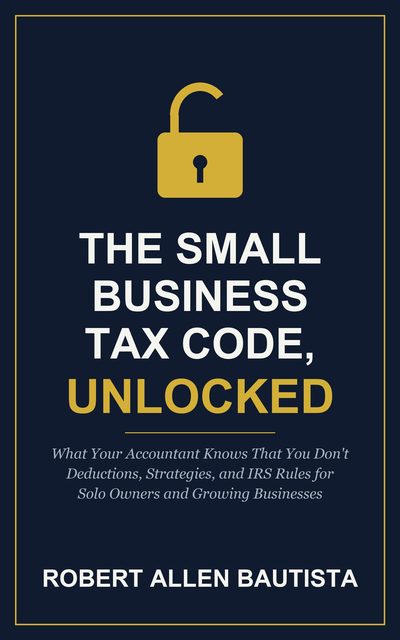 THE SMALL
BUSINESS
TAX CODE,
UNLOCKED
What Your Accountant Knows That You Don't
Deductions, Strategies, and IRS Rules for
Solo Owners and Growing Businesses
ROBERT ALLEN BAUTISTA